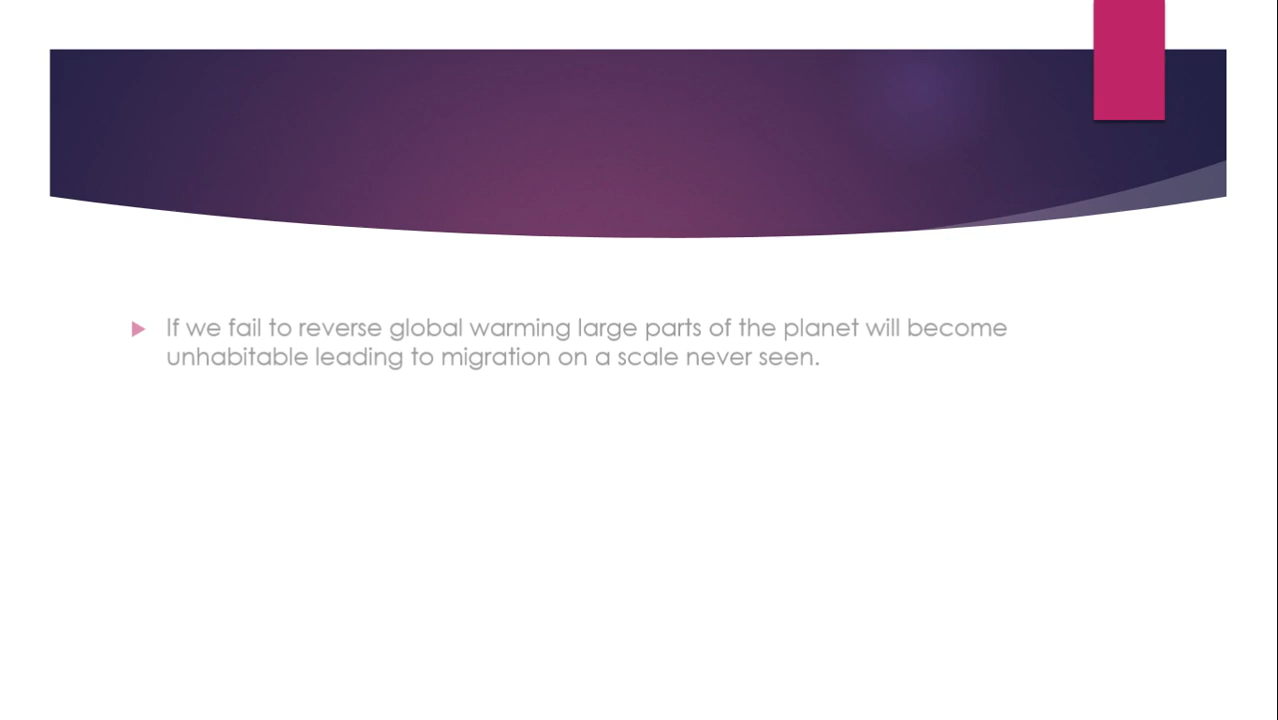 If we fail to reverse global warming large parts of the planet will become
unhabitable leading to migration on a scale never seen.